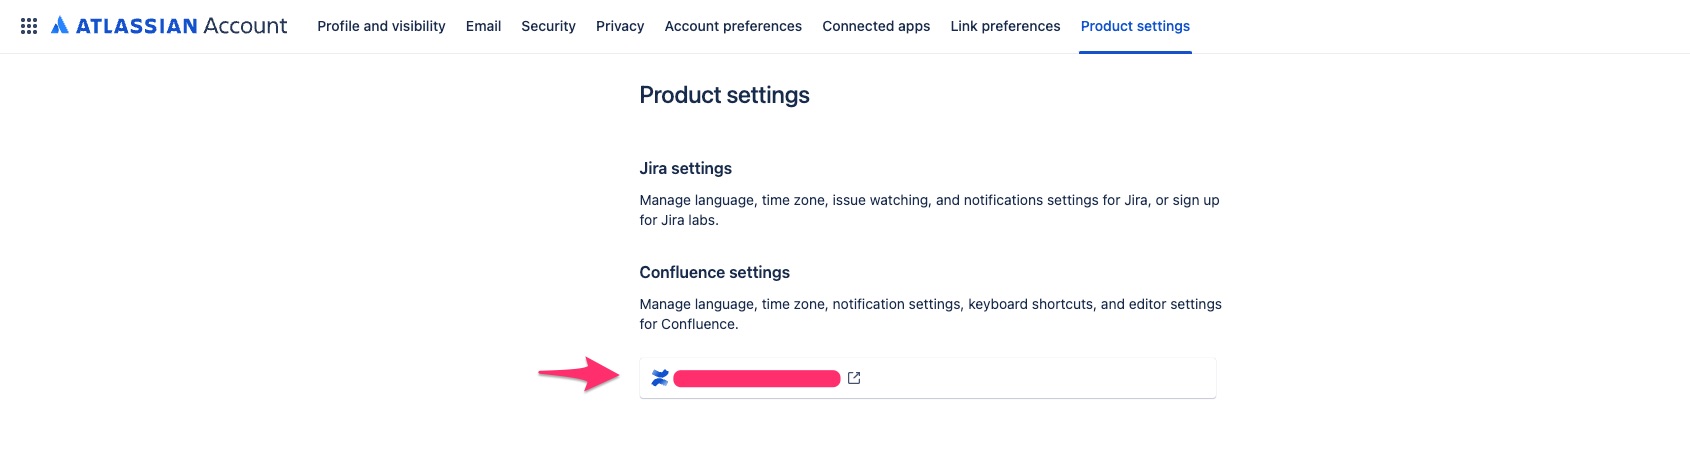 ATLASSIAN Account Profile and visibility Email Security Privacy Account preferences Connected apps Link preferences Product settings
Product settings
Jira settings
Manage language, time zone, issue watching, and notifications settings for Jira, or sign up
for Jira labs.
Confluence settings
Manage language, time zone, notification settings, keyboard shortcuts, and editor settings
for Confluence.